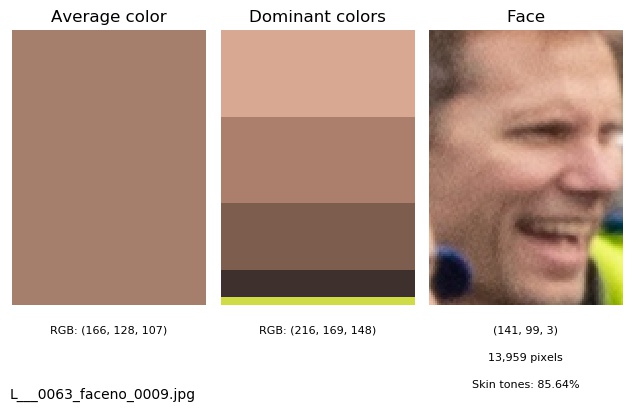 Average color
Dominant colors
Face
RGB: (166, 128, 107)
RGB: (216, 169, 148)
(141, 99, 3)
13,959 pixels
Skin tones: 85.64%
L___0063_faceno_0009.jpg